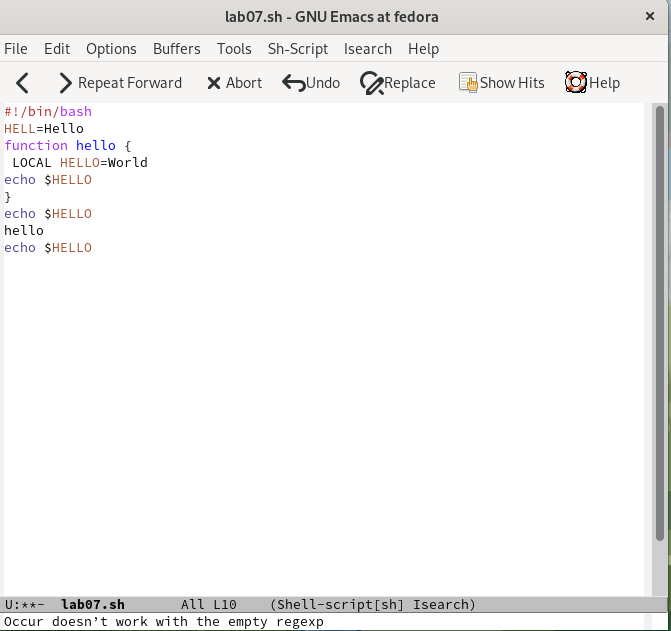 lab07.sh - GNU Emacs at fedora
File Edit Options Buffers Tools Sh-Script Isearch Help
Repeat Forward Abort Undo Replace Show Hits Help
#!/bin/bash
HELL=Hello
function hello {
 LOCAL HELLO=World
echo $HELLO
}
echo $HELLO
hello
echo $HELLO
U:**- lab07.sh All L10 (Shell-script[sh] Isearch)
Occur doesn’t work with the empty regexp